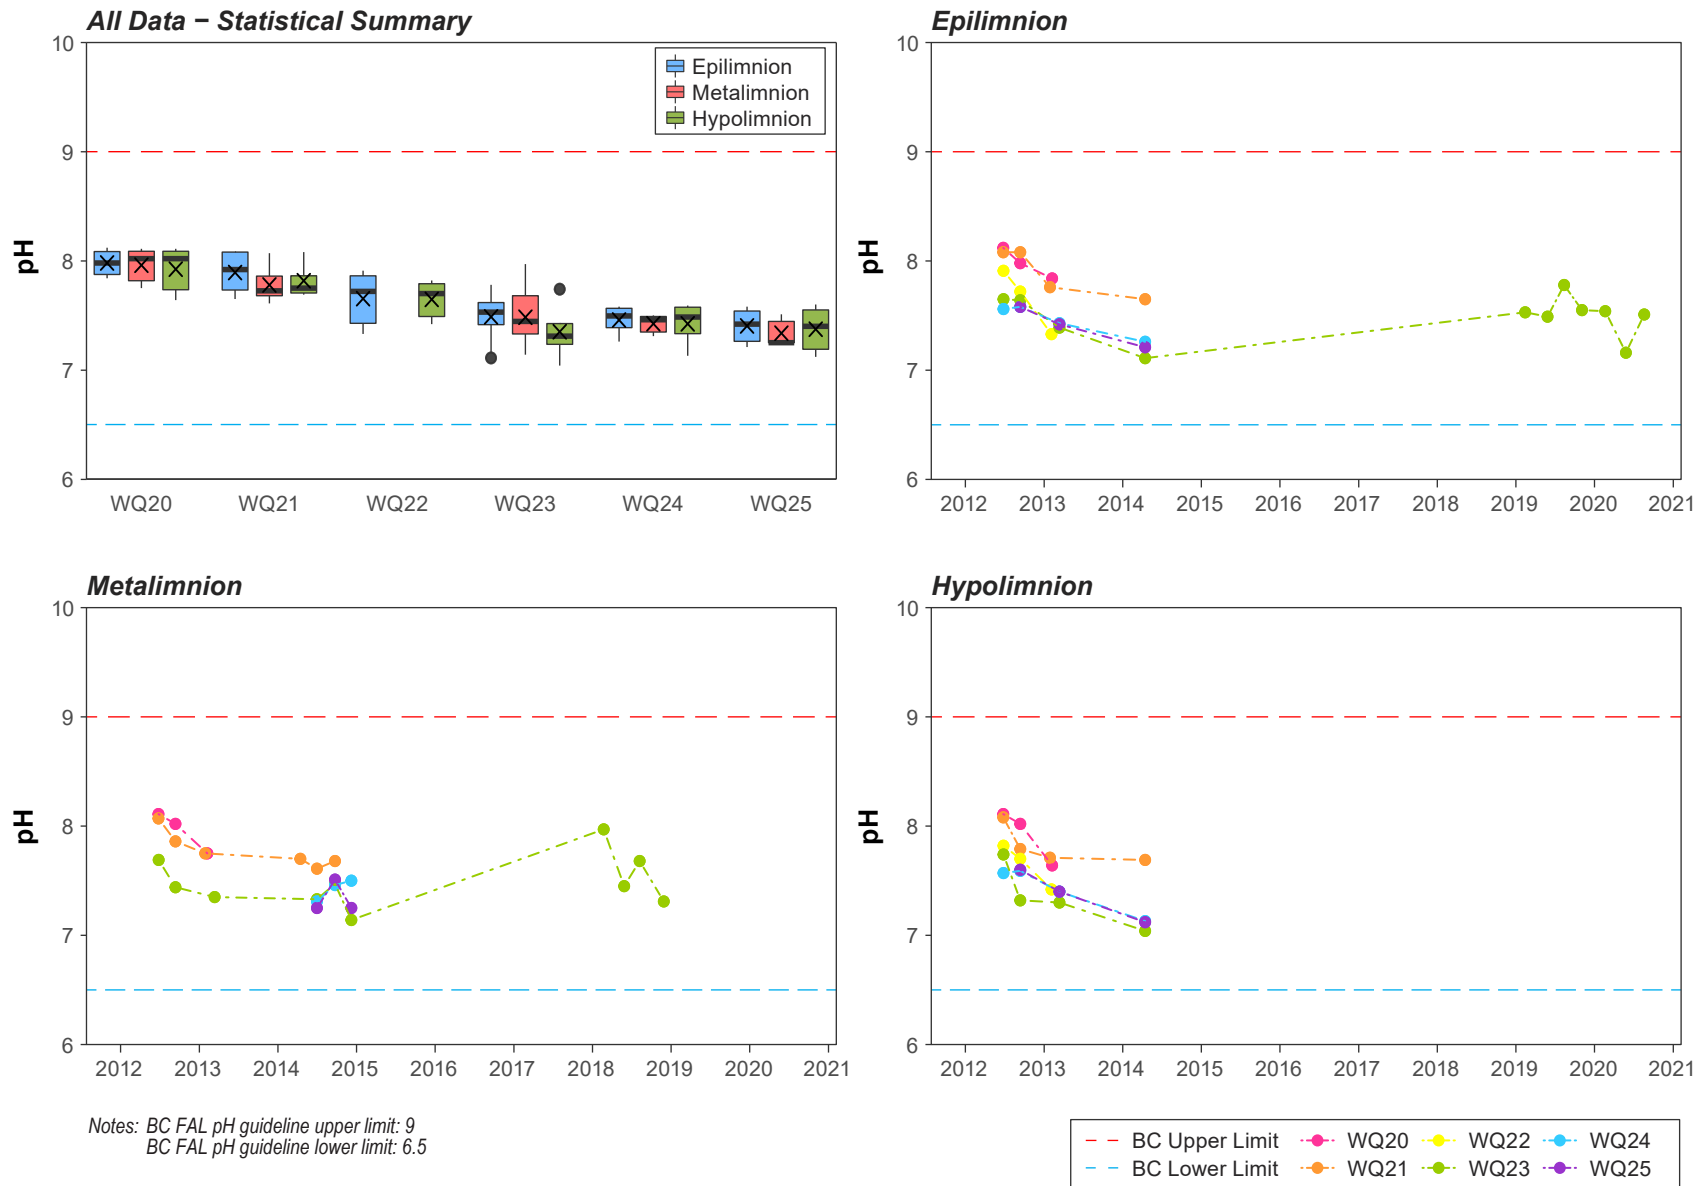 All Data − Statistical Summary
10
9
8
7
6
pH
Epilimnion
Metalimnion
Hypolimnion
WQ20 WQ21 WQ22 WQ23 WQ24 WQ25
Epilimnion
10
9
8
7
6
pH
2012 2013 2014 2015 2016 2017 2018 2019 2020 2021
Metalimnion
10
9
8
7
6
pH
2012 2013 2014 2015 2016 2017 2018 2019 2020 2021
Hypolimnion
10
9
8
7
6
pH
2012 2013 2014 2015 2016 2017 2018 2019 2020 2021
Notes: BC FAL pH guideline upper limit: 9
BC FAL pH guideline lower limit: 6.5
BC Upper Limit WQ20 WQ22 WQ24
BC Lower Limit WQ21 WQ23 WQ25